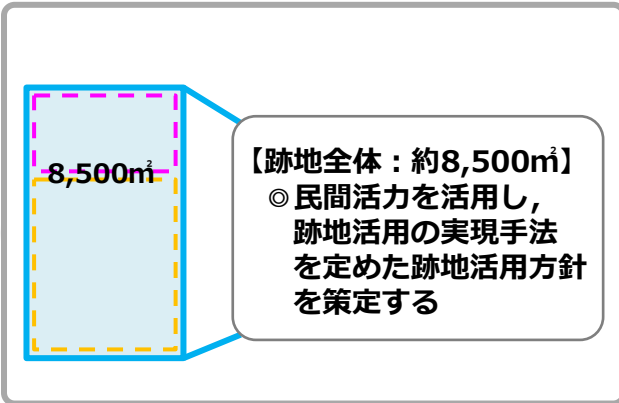 8,500㎡
【跡地全体：約8,500㎡】
◎民間活力を活用し，
跡地活用の実現手法
を定めた跡地活用方針
を策定する